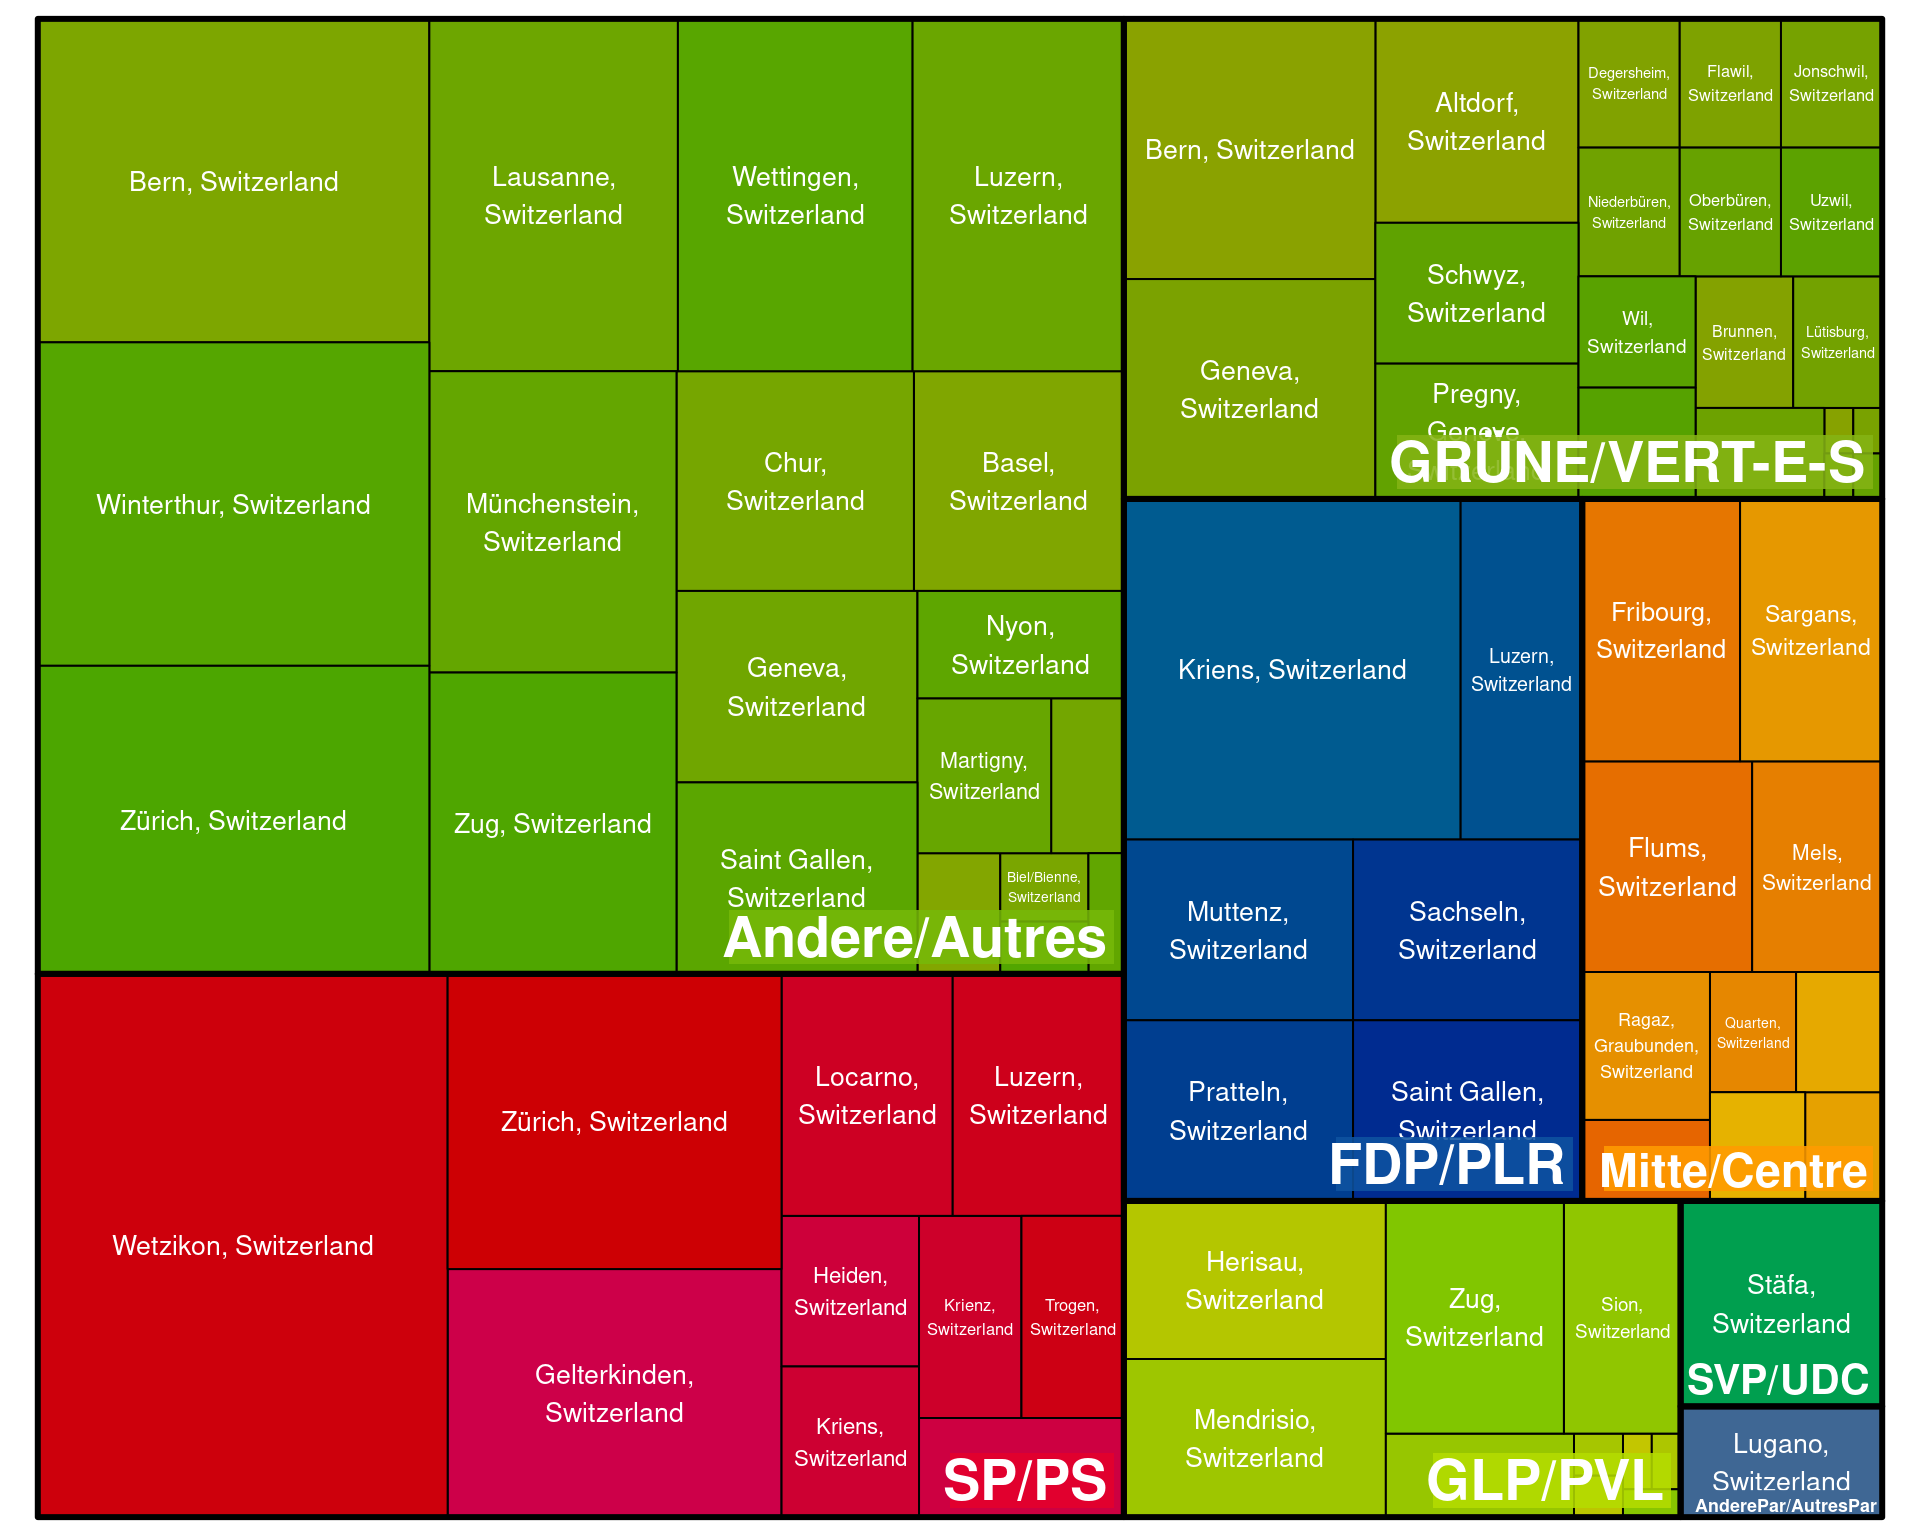 Bern, Switzerland
Lausanne,
Switzerland
Wettingen,
Switzerland
Luzern,
Switzerland
Winterthur, Switzerland
Münchenstein,
Switzerland
Chur,
Switzerland
Basel,
Switzerland
Geneva,
Switzerland
Nyon,
Switzerland
Martigny,
Switzerland
Zürich, Switzerland
Zug, Switzerland
Saint Gallen,
Switzerland
Biel/Bienne,
Switzerland
Andere/Autres
Bern, Switzerland
Altdorf,
Switzerland
Degersheim,
Switzerland
Flawil,
Switzerland
Jonschwil,
Switzerland
Niederbüren,
Switzerland
Oberbüren,
Switzerland
Uzwil,
Switzerland
Geneva,
Switzerland
Schwyz,
Switzerland
Wil,
Switzerland
Brunnen,
Switzerland
Lütisburg,
Switzerland
Pregny,
Geneve,
GRÜNE/VERT-E-S
Kriens, Switzerland
Luzern,
Switzerland
Muttenz,
Switzerland
Sachseln,
Switzerland
Pratteln,
Switzerland
Saint Gallen,
Switzerland
FDP/PLR
Fribourg,
Switzerland
Sargans,
Switzerland
Flums,
Switzerland
Mels,
Switzerland
Ragaz,
Graubunden,
Switzerland
Quarten,
Switzerland
Mitte/Centre
Wetzikon, Switzerland
Zürich, Switzerland
Locarno,
Switzerland
Luzern,
Switzerland
Gelterkinden,
Switzerland
Heiden,
Switzerland
Krienz,
Switzerland
Trogen,
Switzerland
Kriens,
Switzerland
SP/PS
Herisau,
Switzerland
Zug,
Switzerland
Sion,
Switzerland
Mendrisio,
Switzerland
GLP/PVL
Stäfa,
Switzerland
SVP/UDC
Lugano,
Switzerland
AnderePar/AutresPar